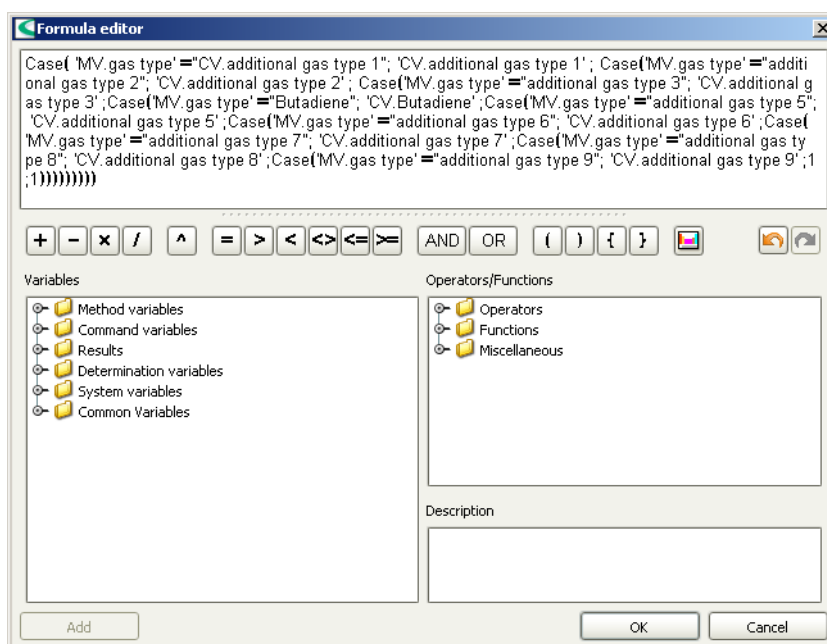 Formula editor
Case( 'MV.gas type' ="CV.additional gas type 1"; 'CV.additional gas type 1' ; Case('MV.gas type' ="additi
onal gas type 2"; 'CV.additional gas type 2' ; Case('MV.gas type' ="additional gas type 3"; 'CV.additional g
as type 3' ;Case('MV.gas type' ="Butadiene"; 'CV.Butadiene' ;Case('MV.gas type' ="additional gas type 5";
'CV.additional gas type 5' ;Case('MV.gas type' ="additional gas type 6"; 'CV.additional gas type 6' ;Case(
'MV.gas type' ="additional gas type 7"; 'CV.additional gas type 7' ;Case('MV.gas type' ="additional gas ty
pe 8"; 'CV.additional gas type 8' ;Case('MV.gas type' ="additional gas type 9"; 'CV.additional gas type 9' ;1
;1)))))))))
+ - × / ^ = > < <> <= >= AND OR ( ) { }
Variables
Operators/Functions
Method variables
Command variables
Results
Determination variables
System variables
Common Variables
Operators
Functions
Miscellaneous
Description
Add
OK
Cancel